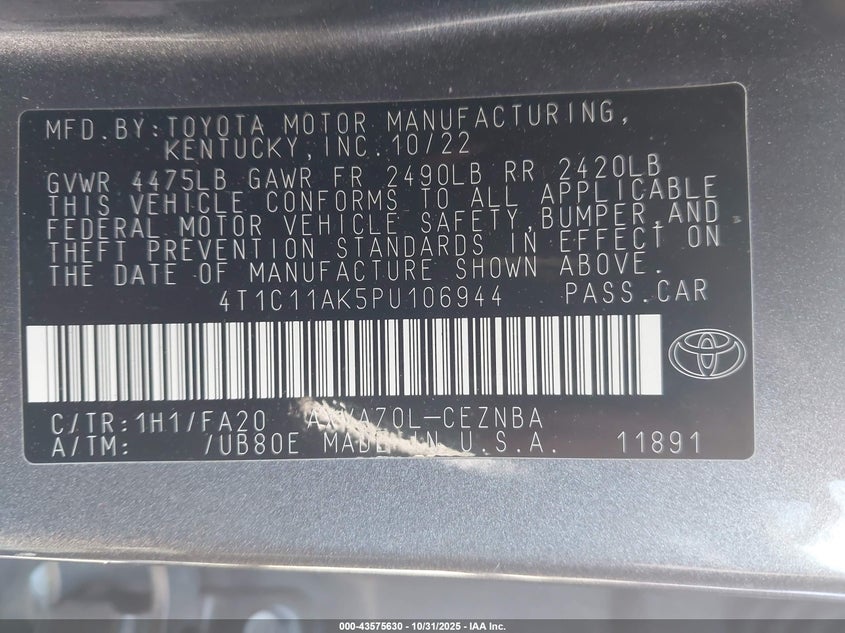 MFD.BY:TOYOTA MOTOR MANUFACTURING,
KENTUCKY,INC. 10/22
GVWR 4475LB GAWR FR 2490LB RR 2420LB
THIS VEHICLE CONFORMS TO ALL APPLICABLE
FEDERAL MOTOR VEHICLE SAFETY,BUMPER,AND
THEFT PREVENTION STANDARDS IN EFFECT ON
THE DATE OF MANUFACTURE SHOWN ABOVE.
4T1C11AK5PU106944 PASS.CAR
C/TR:1H1/FA20 AXVA70L-CEZNBA
A/TM: /UB80E MADE IN U.S.A. 11891
000-43575630 - 10/31/2025 - IAA Inc.